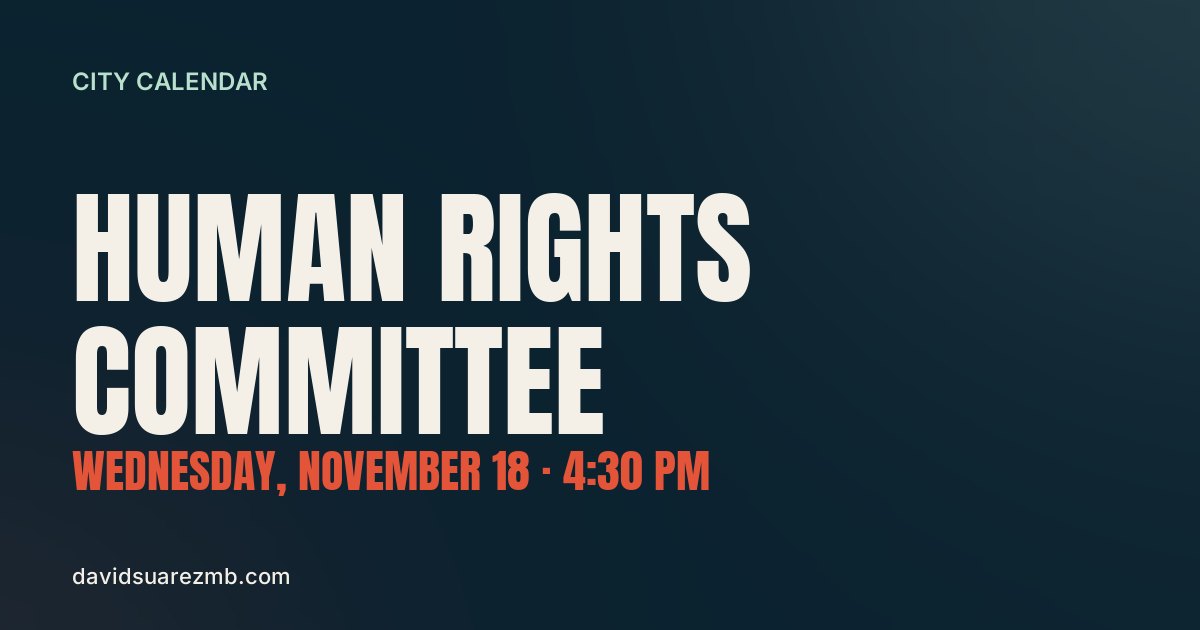 CITY CALENDAR
HUMAN RIGHTS
COMMITTEE
WEDNESDAY, NOVEMBER 18 · 4:30 PM
davidsuarezmb.com